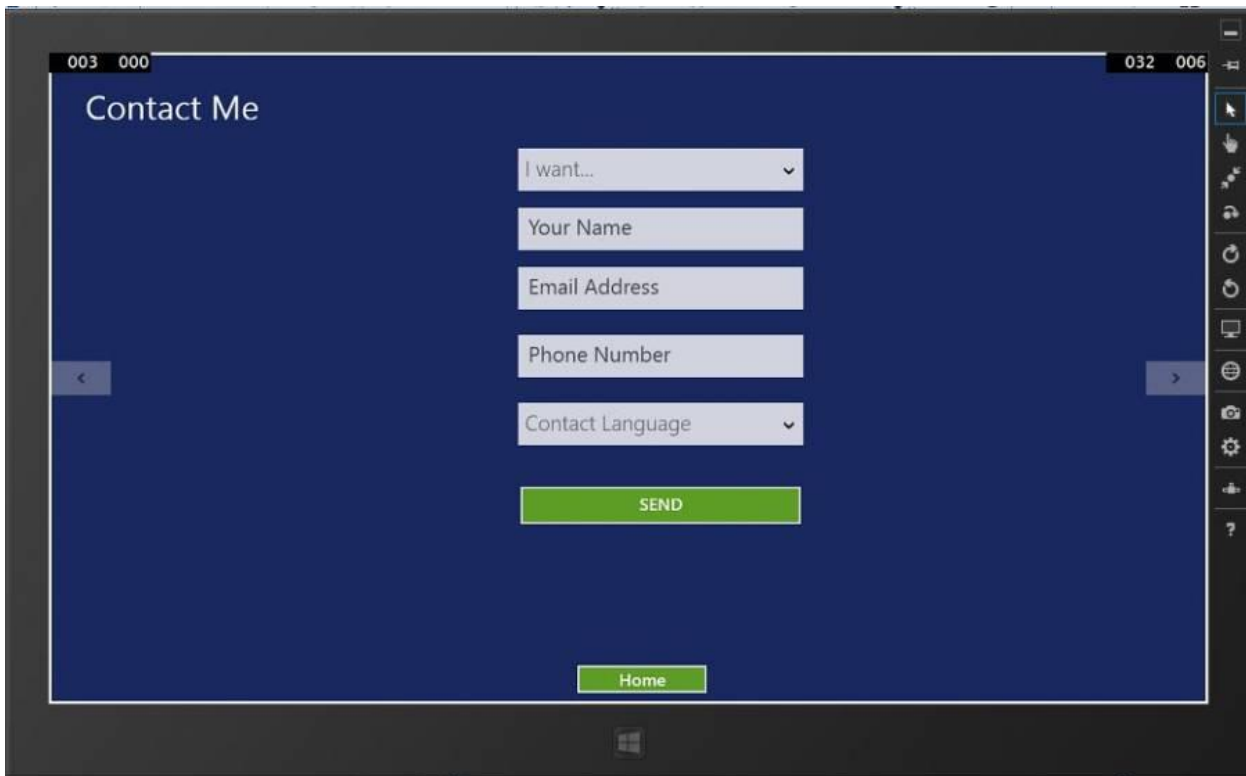 003 000
032 006
Contact Me
I want...
Your Name
Email Address
Phone Number
<
>
Contact Language
SEND
Home
?